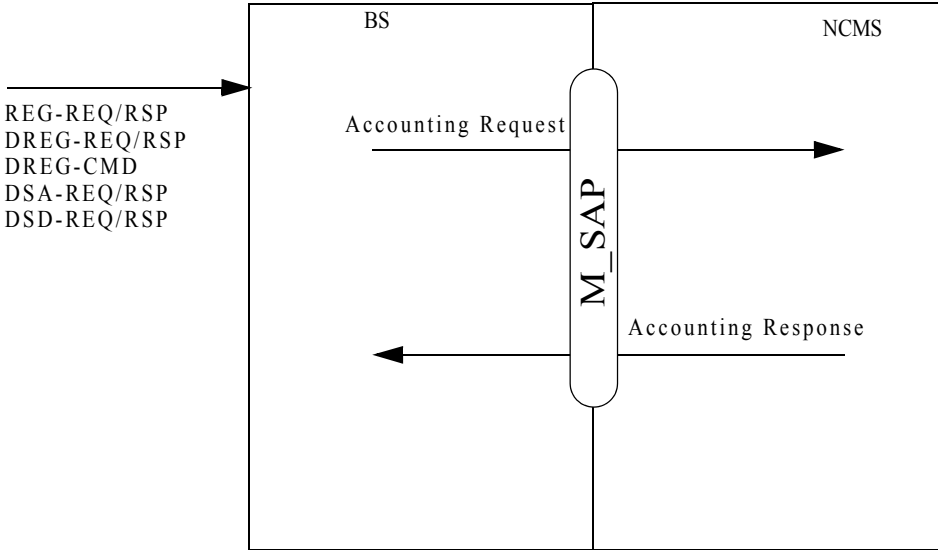 BS
NCMS
REG-REQ/RSP
DREG-REQ/RSP
DREG-CMD
DSA-REQ/RSP
DSD-REQ/RSP
Accounting Request
M_SAP
Accounting Response